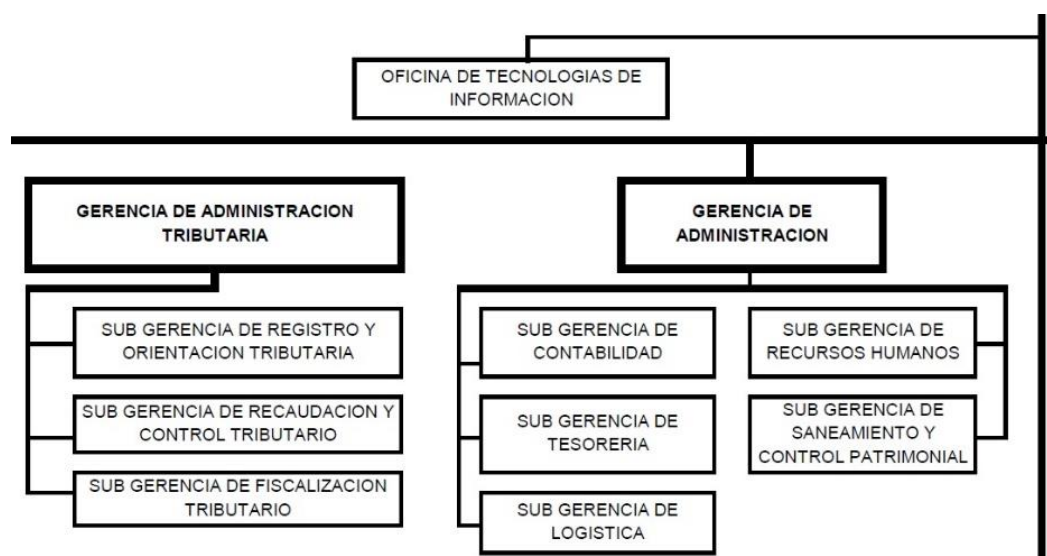 OFICINA DE TECNOLOGIAS DE
INFORMACION
GERENCIA DE ADMINISTRACION
TRIBUTARIA
SUB GERENCIA DE REGISTRO Y
ORIENTACION TRIBUTARIA
SUB GERENCIA DE RECAUDACION Y
CONTROL TRIBUTARIO
SUB GERENCIA DE FISCALIZACION
TRIBUTARIO
GERENCIA DE
ADMINISTRACION
SUB GERENCIA DE
CONTABILIDAD
SUB GERENCIA DE
TESORERIA
SUB GERENCIA DE
LOGISTICA
SUB GERENCIA DE
RECURSOS HUMANOS
SUB GERENCIA DE
SANEAMIENTO Y
CONTROL PATRIMONIAL